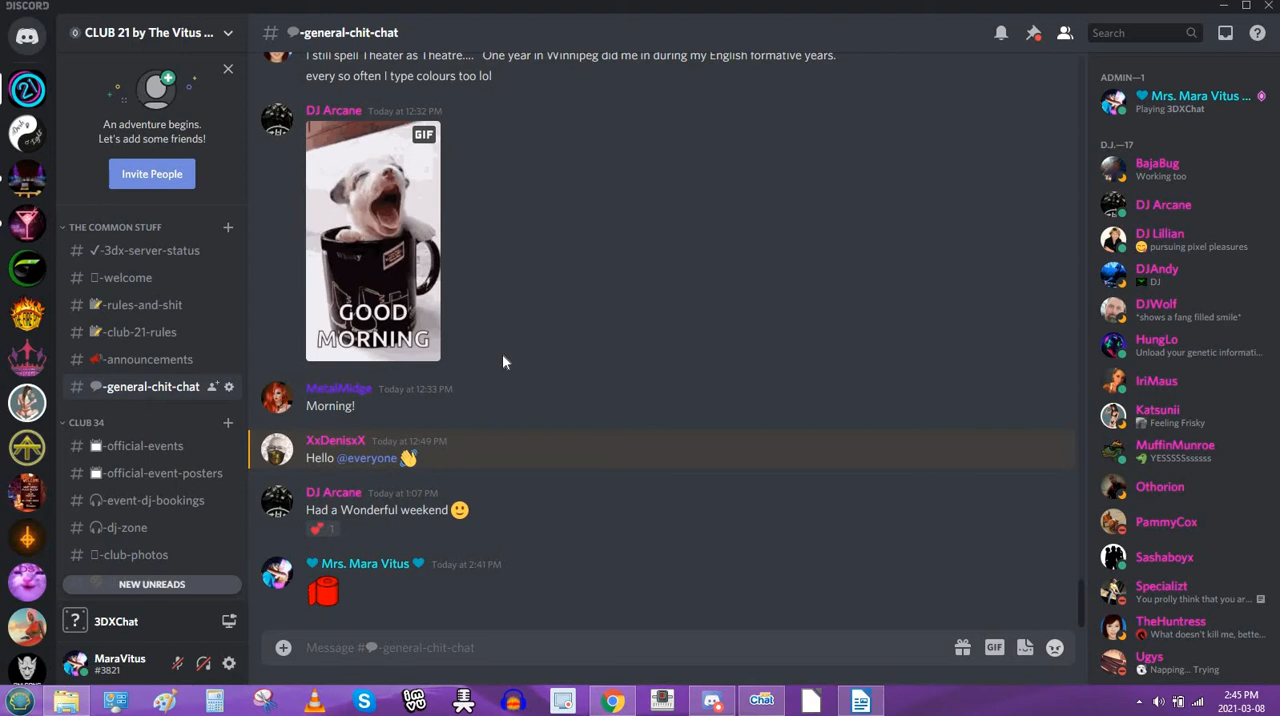 DISCORD
CLUB 21 by The Vitus ...
-general-chit-chat
Search
An adventure begins.
Let's add some friends!
Invite People
THE COMMON STUFF
-3dx-server-status
-welcome
-rules-and-shit
-club-21-rules
-announcements
-general-chit-chat
CLUB 34
-official-events
-official-event-posters
-event-dj-bookings
-dj-zone
-club-photos
NEW UNREADS
3DXChat
MaraVitus
#3821
I still spell Theater as Theatre.... One year in Winnipeg did me in during my English formative years.
every so often I type colours too lol
DJ Arcane Today at 12:32 PM
GIF
GOOD
MORNING
MetalMidge Today at 12:33 PM
Morning!
XxDenisxX Today at 12:49 PM
Hello @everyone 👋
DJ Arcane Today at 1:07 PM
Had a Wonderful weekend 🙂
💕 1
Mrs. Mara Vitus Today at 2:41 PM
Message #💬-general-chit-chat
GIF
ADMIN—1
Mrs. Mara Vitus ...
Playing 3DXChat
D.J.—17
BajaBug
Working too
DJ Arcane
DJ Lillian
pursuing pixel pleasures
DJAndy
DJ
DJWolf
*shows a fang filled smile*
HungLo
Unload your genetic informati...
IriMaus
Katsunii
Feeling Frisky
MuffinMunroe
YESSSSSssssss
Othorion
PammyCox
Sashaboyx
Specializt
You prolly think that you ar...
TheHuntress
What doesn't kill me, bette...
Ugys
Napping... Trying
Chat
2:45 PM
2021-03-08